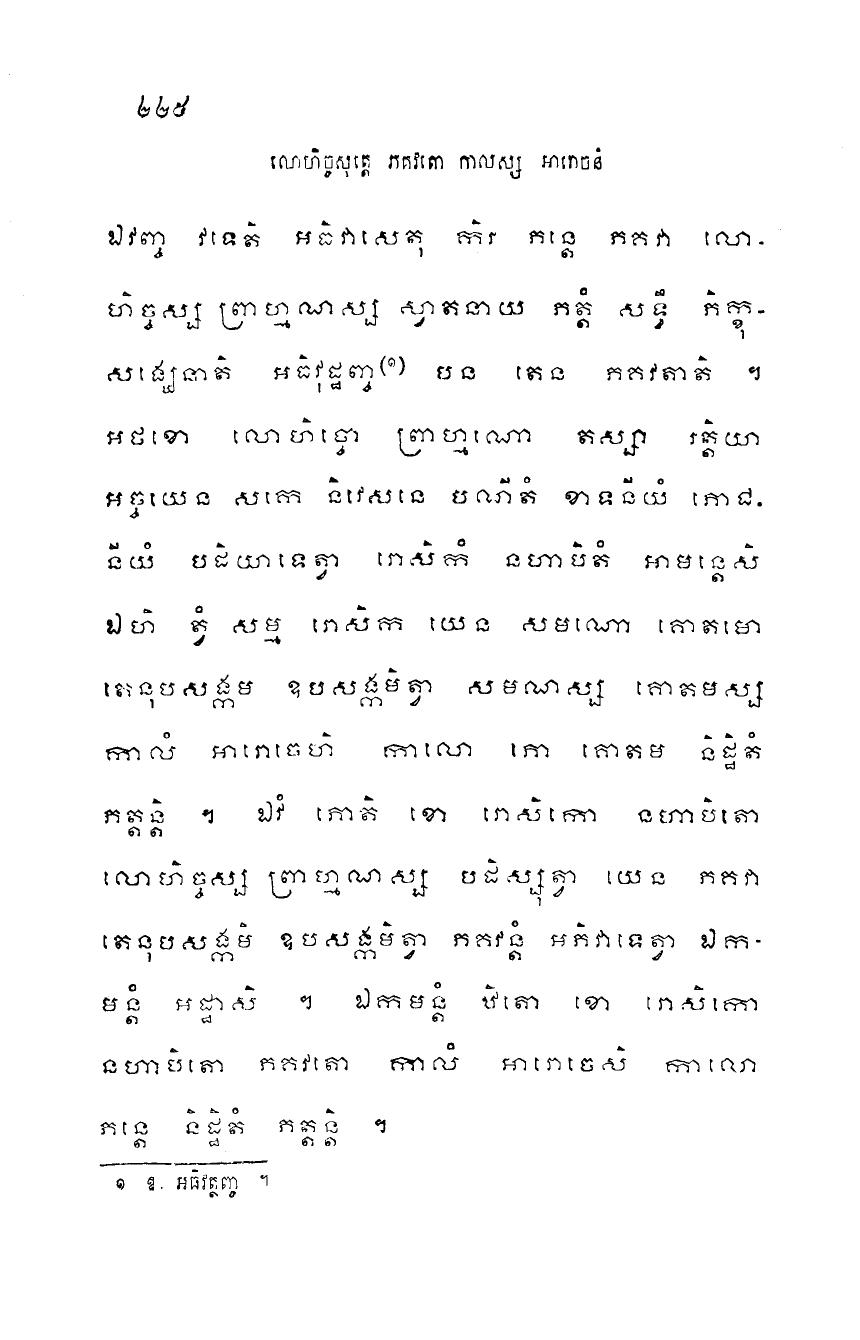 ២២៥
លោហិច្ចសុត្តេ ភគវតោ កាលស្ស អារោចនំ
ឯវញ្ច វទេតិ អធិវាសេតុ កិរ ភន្តេ ភគវា លោ-
ហិច្ចស្ស ព្រាហ្មណស្ស ស្វាតនាយ ភត្តំ សទ្ធឹ ភិក្ខុ-
សង្ឃេនាតិ អធិវុដ្ឋញ្ច(១) បន តេន ភគវតាតិ ។
អថខោ លោហិច្ចោ ព្រាហ្មណោ តស្សា រត្តិយា
អច្ចយេន សកេ និវេសនេ បណីតំ ខាទនីយំ ភោជ-
នីយំ បដិយាទេត្វា រោសិកំ នហាបិតំ អាមន្តេសិ
ឯហិ ត្វំ សម្ម រោសិក យេន សមណោ គោតមោ
តេនុបសង្កម ឧបសង្កមិត្វា សមណស្ស គោតមស្ស
កាលំ អារោចេហិ កាលោ ភោ គោតម និដ្ឋិតំ
ភត្តន្តិ ។ ឯវំ ភោតិ ខោ រោសិកោ នហាបិតោ
លោហិច្ចស្ស ព្រាហ្មណស្ស បដិស្សុត្វា យេន ភគវា
តេនុបសង្កមិ ឧបសង្កមិត្វា ភគវន្តំ អភិវាទេត្វា ឯក-
មន្តំ អដ្ឋាសិ ។ ឯកមន្តំ ឋិតោ ខោ រោសិកោ
នហាបិតោ ភគវតោ កាលំ អារោចេសិ កាលោ
ភន្តេ និដ្ឋិតំ ភត្តន្តិ ។
១ ឧ. អធិវត្ថញ្ច ។